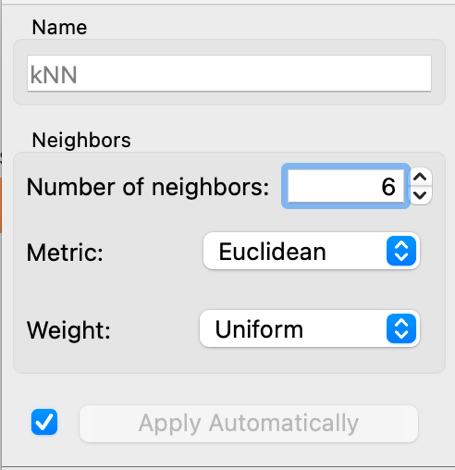 Name
kNN
Neighbors
Number of neighbors: 6
Metric: Euclidean
Weight: Uniform
Apply Automatically